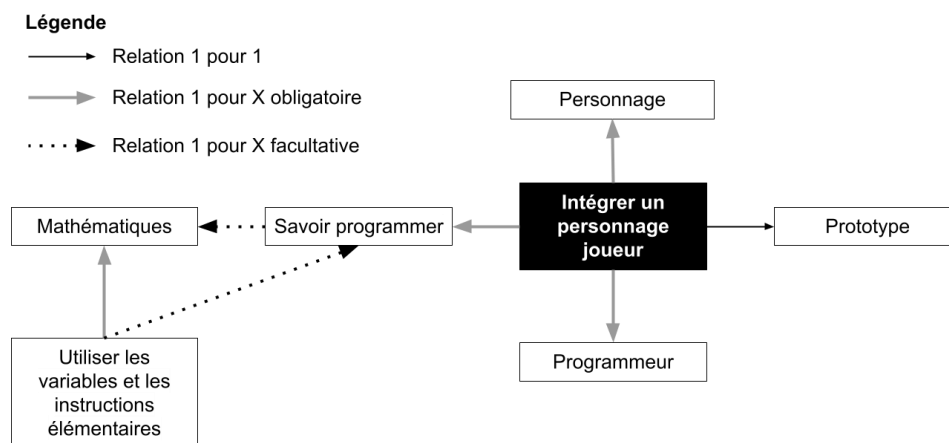 Légende
Relation 1 pour 1
Relation 1 pour X obligatoire
Relation 1 pour X facultative
Personnage
Mathématiques
Savoir programmer
Intégrer un
personnage
joueur
Prototype
Utiliser les
variables et les
instructions
élémentaires
Programmeur